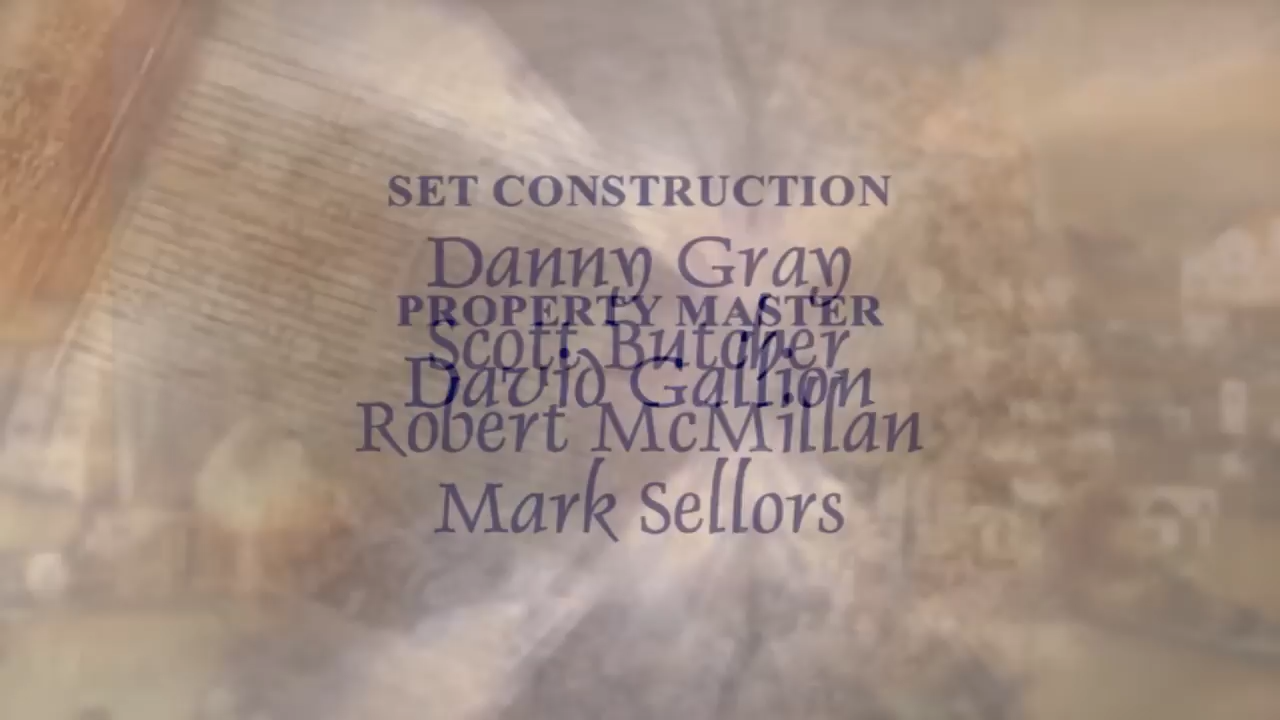 SET CONSTRUCTION
Danny Gray
PROPERTY MASTER
Scott Butcher
David Gallion
Robert McMillan
Mark Sellors